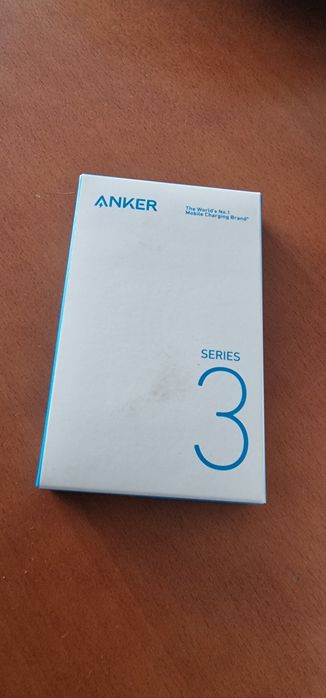 ANKER
The World's No.1
Mobile Charging Brand*
SERIES
3